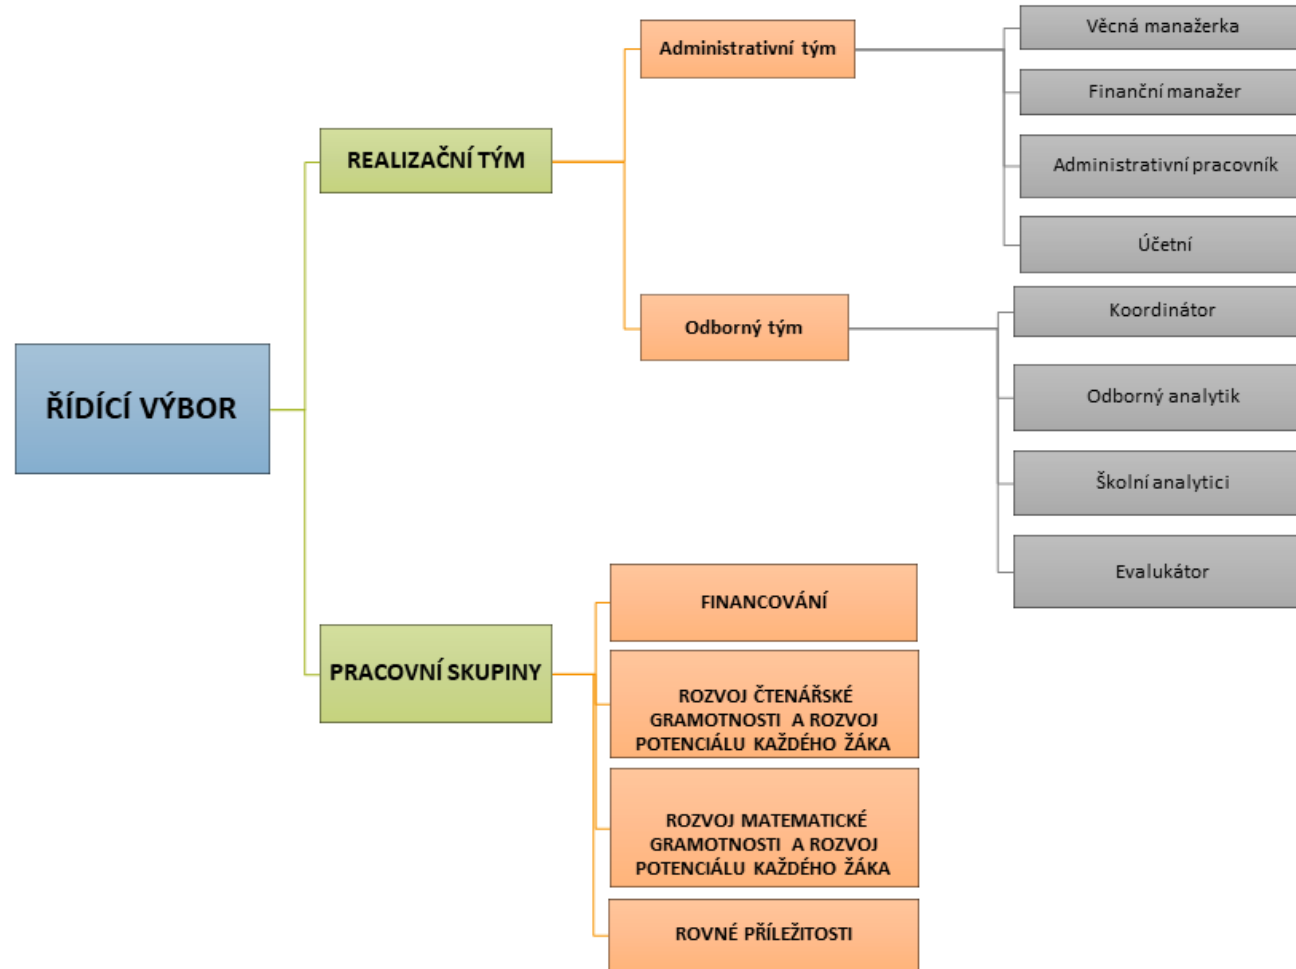 ŘÍDÍCÍ VÝBOR
REALIZAČNÍ TÝM
Administrativní tým
Věcná manažerka
Finanční manažer
Administrativní pracovník
Účetní
Odborný tým
Koordinátor
Odborný analytik
Školní analytici
Evalukátor
PRACOVNÍ SKUPINY
FINANCOVÁNÍ
ROZVOJ ČTENÁŘSKÉ
GRAMOTNOSTI A ROZVOJ
POTENCIÁLU KAŽDÉHO ŽÁKA
ROZVOJ MATEMATICKÉ
GRAMOTNOSTI A ROZVOJ
POTENCIÁLU KAŽDÉHO ŽÁKA
ROVNÉ PŘÍLEŽITOSTI